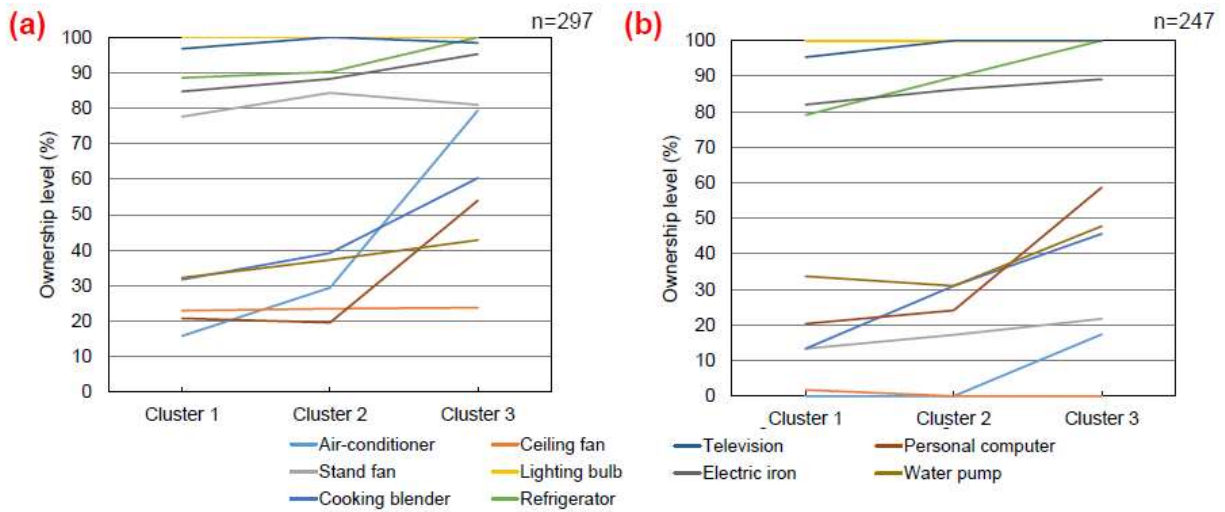 (a)
n=297
Ownership level (%)
100
90
80
70
60
50
40
30
20
10
0
Cluster 1 Cluster 2 Cluster 3
(b)
n=247
Ownership level (%)
100
90
80
70
60
50
40
30
20
10
0
Cluster 1 Cluster 2 Cluster 3
Air-conditioner Ceiling fan
Stand fan Lighting bulb
Cooking blender Refrigerator
Television Personal computer
Electric iron Water pump